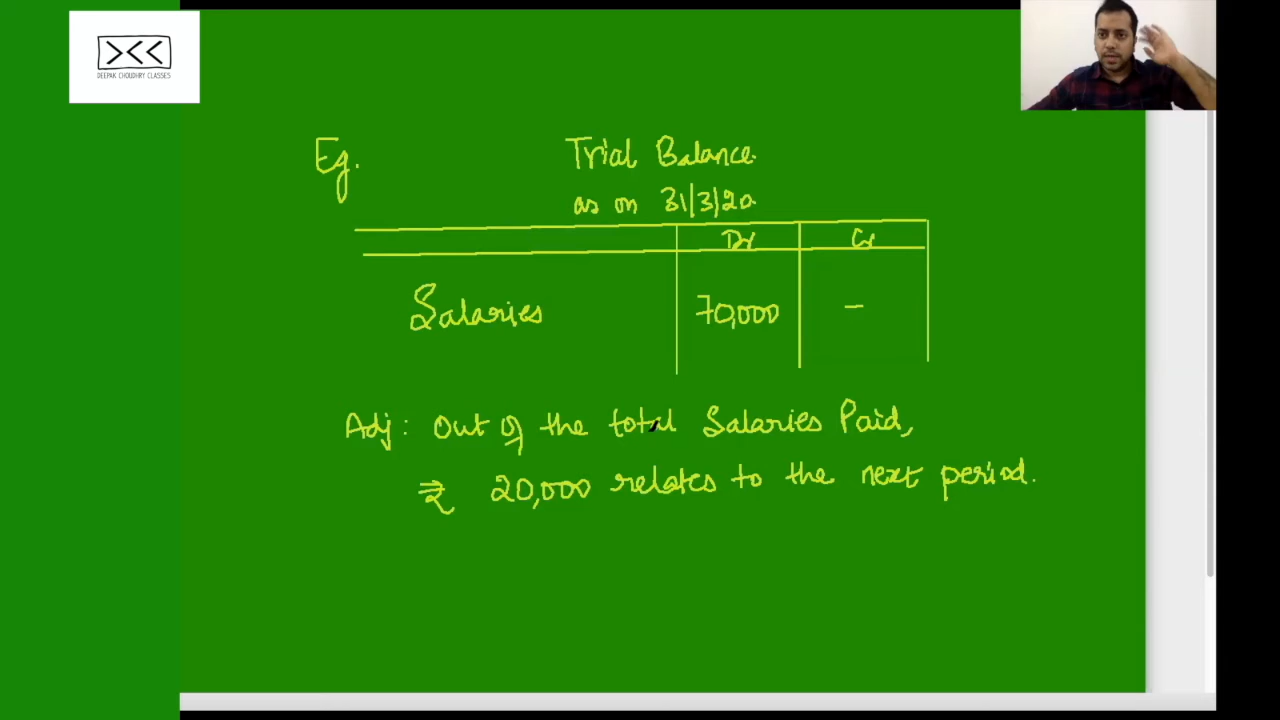 DEEPAK CHOUDHRY CLASSES
Eg. Trial Balance
as on 31/3/20
Dr Cr
Salaries 70,000 -
Adj: Out of the total Salaries Paid,
₹ 20,000 relates to the next period.